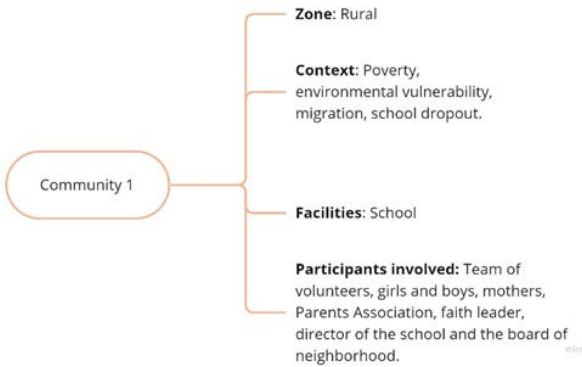 Zone: Rural
Context: Poverty,
environmental vulnerability,
migration, school dropout.
Community 1
Facilities: School
Participants involved: Team of
volunteers, girls and boys, mothers,
Parents Association, faith leader,
director of the school and the board of
neighborhood.